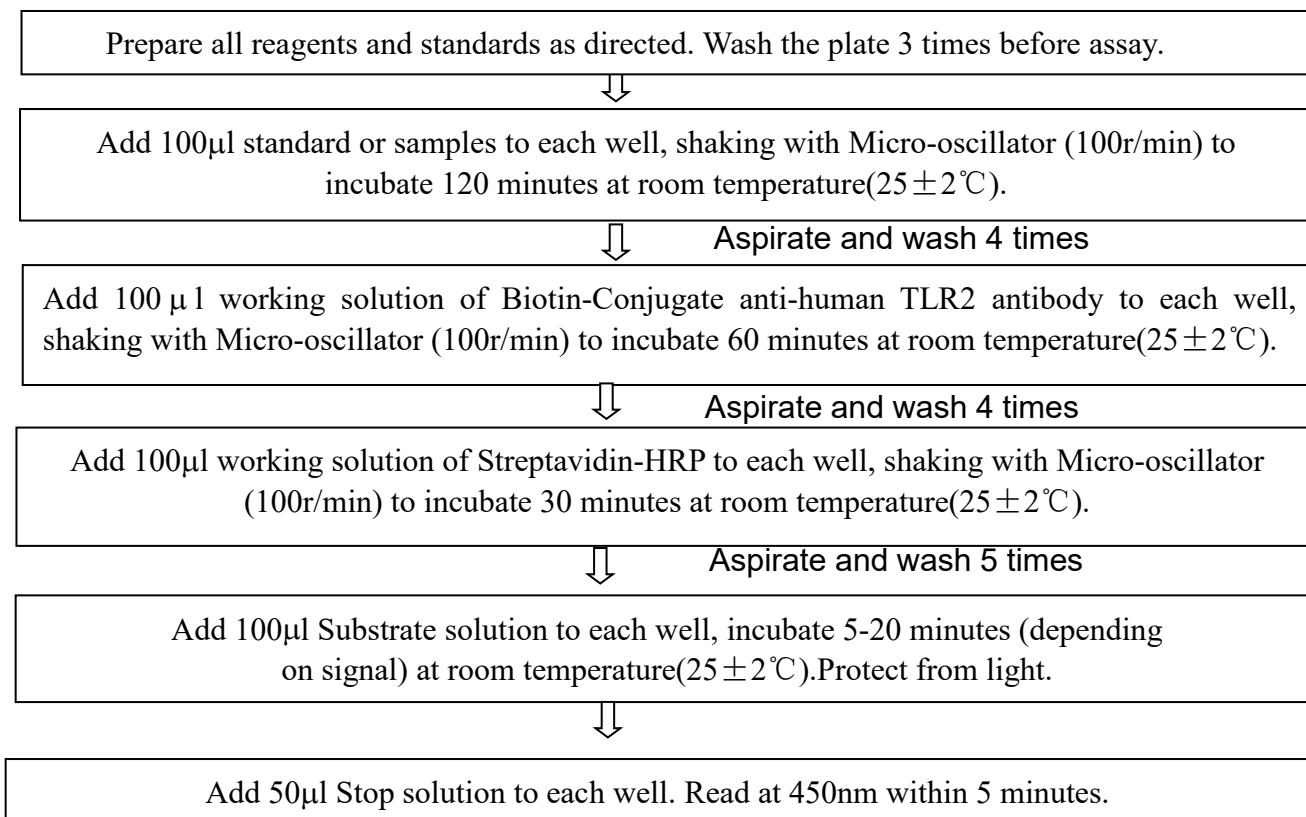 Prepare all reagents and standards as directed. Wash the plate 3 times before assay.
Add 100μl standard or samples to each well, shaking with Micro-oscillator (100r/min) to
incubate 120 minutes at room temperature(25±2℃).
Aspirate and wash 4 times
Add 100 μ l working solution of Biotin-Conjugate anti-human TLR2 antibody to each well,
shaking with Micro-oscillator (100r/min) to incubate 60 minutes at room temperature(25±2℃).
Aspirate and wash 4 times
Add 100μl working solution of Streptavidin-HRP to each well, shaking with Micro-oscillator
(100r/min) to incubate 30 minutes at room temperature(25±2℃).
Aspirate and wash 5 times
Add 100μl Substrate solution to each well, incubate 5-20 minutes (depending
on signal) at room temperature(25±2℃).Protect from light.
Add 50μl Stop solution to each well. Read at 450nm within 5 minutes.